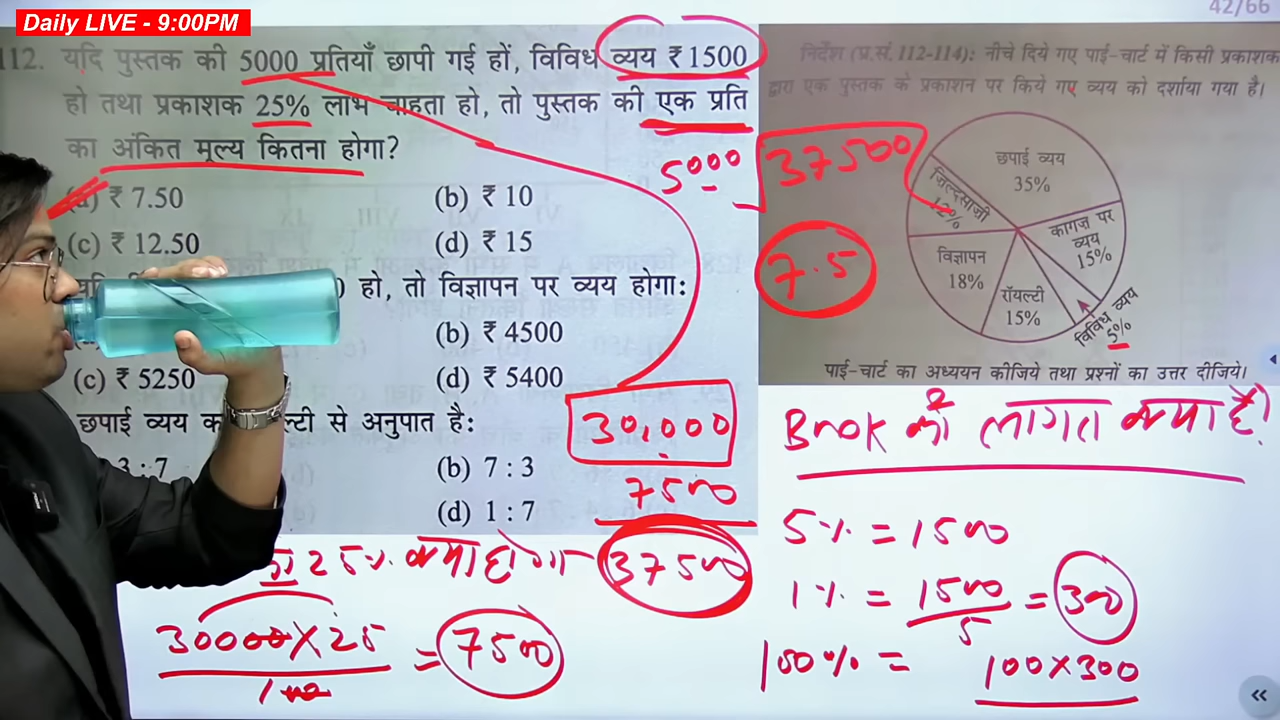 Daily LIVE - 9:00PM
42/66
112. यदि पुस्तक की 5000 प्रतियाँ छापी गई हों, विविध व्यय ₹ 1500
हो तथा प्रकाशक 25% लाभ चाहता हो, तो पुस्तक की एक प्रति
का अंकित मूल्य कितना होगा?
(a) ₹ 7.50
(b) ₹ 10
(c) ₹ 12.50
(d) ₹ 15
0 हो, तो विज्ञापन पर व्यय होगा:
(b) ₹ 4500
(c) ₹ 5250
(d) ₹ 5400
छपाई व्यय
ल्टी से अनुपात है:
3 : 7
(b) 7 : 3
(d) 1 : 7
निर्देश (प्र.सं. 112-114): नीचे दिये गए पाई-चार्ट में किसी प्रकाशक
द्वारा एक पुस्तक के प्रकाशन पर किये गए व्यय को दर्शाया गया है।
छपाई व्यय
35%
जिल्दसाजी
12%
कागज पर
व्यय
15%
विज्ञापन
18%
रॉयल्टी
15%
विविध व्यय
5%
पाई-चार्ट का अध्ययन कीजिये तथा प्रश्नों का उत्तर दीजिये।
5000
37500
7.5
30,000
7500
37500
का 25% क्या होगा
30000 × 25
100
= 7500
Book की लागत क्या है?
5% = 1500
1% = 1500
5
= 300
100% = 100×300